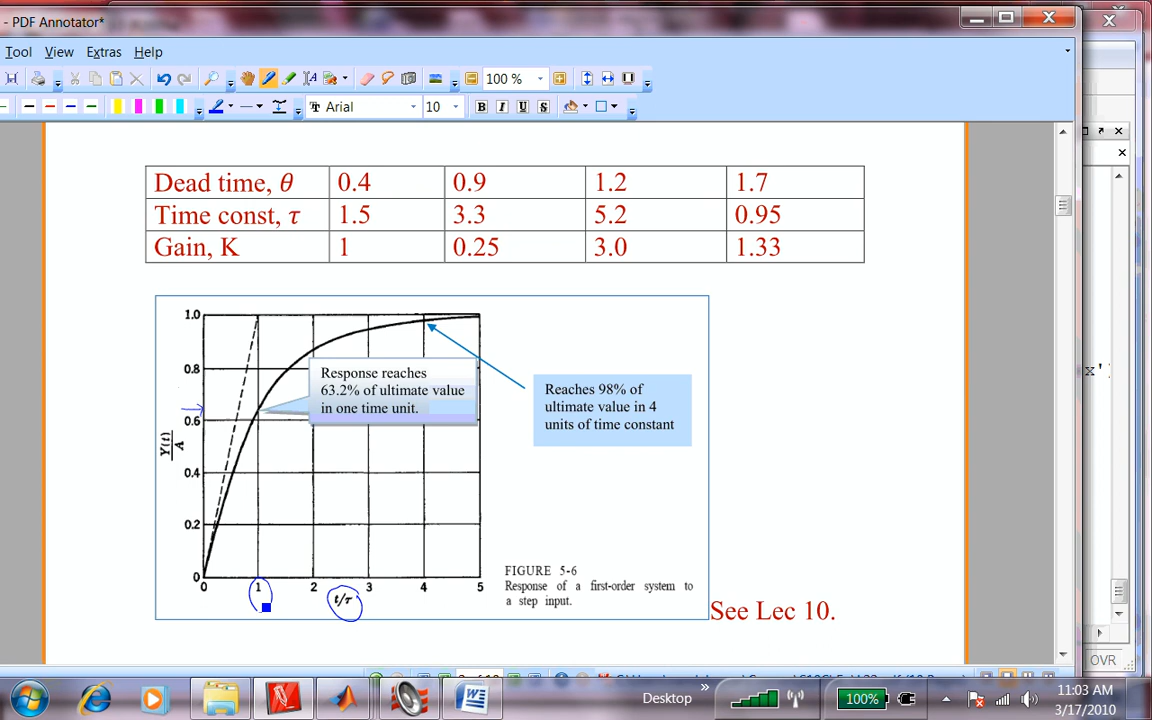 - PDF Annotator*
Tool View Extras Help
100 %
Arial 10 B I U S
Dead time, θ 0.4 0.9 1.2 1.7
Time const, τ 1.5 3.3 5.2 0.95
Gain, K 1 0.25 3.0 1.33
1.0
0.8
0.6
0.4
0.2
0
Y(t)/A
Response reaches
63.2% of ultimate value
in one time unit.
Reaches 98% of
ultimate value in 4
units of time constant
0 1 2 3 4 5
t/τ
FIGURE 5-6
Response of a first-order system to
a step input.
See Lec 10.
x')
OVR
Desktop » 100% 11:03 AM
3/17/2010